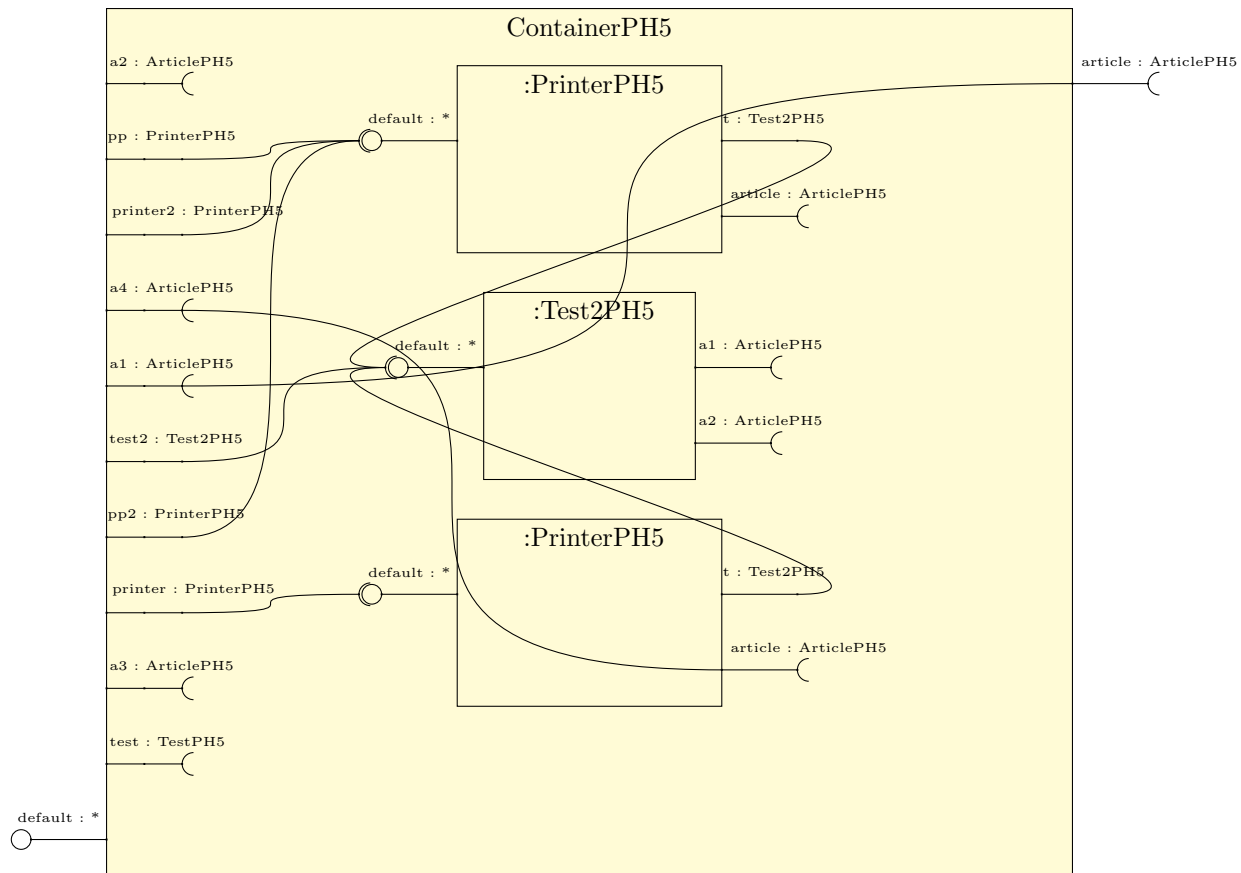 ContainerPH5
a2 : ArticlePH5
article : ArticlePH5
:PrinterPH5
default : *
t : Test2PH5
pp : PrinterPH5
article : ArticlePH5
printer2 : PrinterPH5
a4 : ArticlePH5
:Test2PH5
default : *
a1 : ArticlePH5
a1 : ArticlePH5
a2 : ArticlePH5
test2 : Test2PH5
pp2 : PrinterPH5
:PrinterPH5
default : *
t : Test2PH5
printer : PrinterPH5
article : ArticlePH5
a3 : ArticlePH5
test : TestPH5
default : *